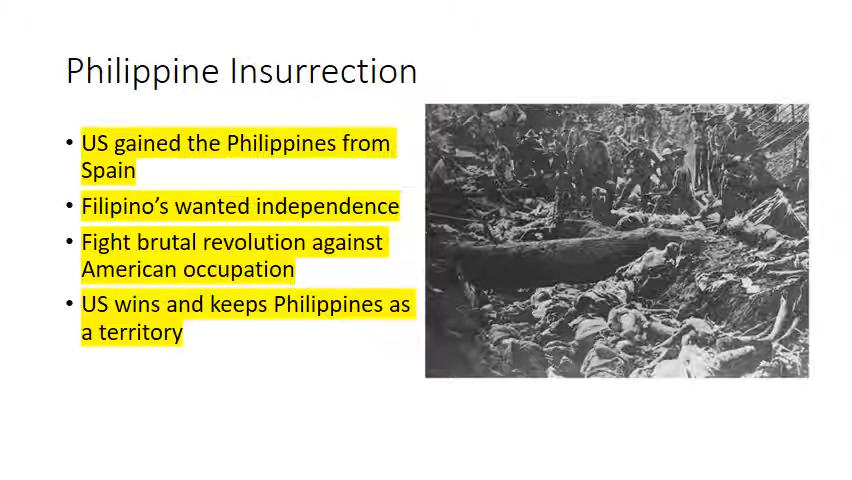 Philippine Insurrection
• US gained the Philippines from
Spain
• Filipino’s wanted independence
• Fight brutal revolution against
American occupation
• US wins and keeps Philippines as
a territory